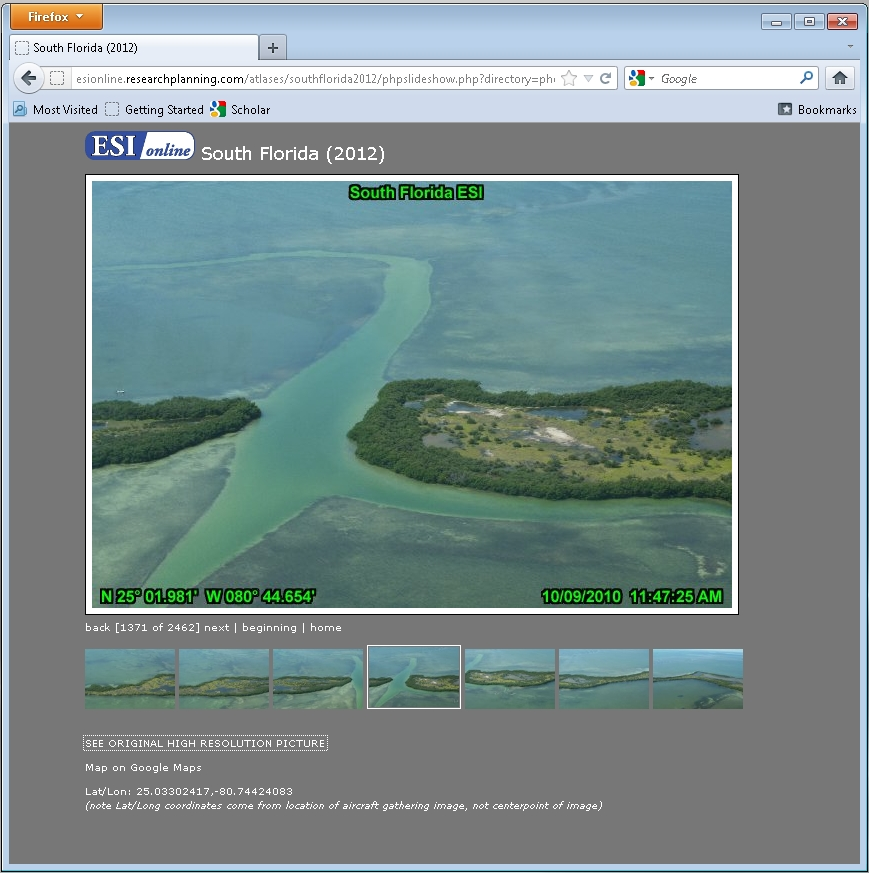 Firefox
South Florida (2012)
esionline.researchplanning.com/atlases/southflorida2012/phpslideshow.php?directory=ph
Google
Most Visited Getting Started Scholar Bookmarks
ESI online South Florida (2012)
South Florida ESI
N 25° 01.981' W 080° 44.654' 10/09/2010 11:47:25 AM
back [1371 of 2462] next | beginning | home
SEE ORIGINAL HIGH RESOLUTION PICTURE
Map on Google Maps
Lat/Lon: 25.03302417,-80.74424083
(note Lat/Long coordinates come from location of aircraft gathering image, not centerpoint of image)